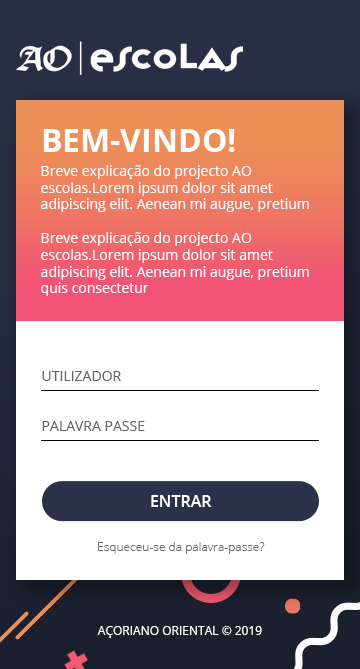 AO | escolas
BEM-VINDO!
Breve explicação do projecto AO
escolas.Lorem ipsum dolor sit amet
adipiscing elit. Aenean mi augue, pretium
Breve explicação do projecto AO
escolas.Lorem ipsum dolor sit amet
adipiscing elit. Aenean mi augue, pretium
quis consectetur
UTILIZADOR
PALAVRA PASSE
ENTRAR
Esqueceu-se da palavra-passe?
AÇORIANO ORIENTAL © 2019